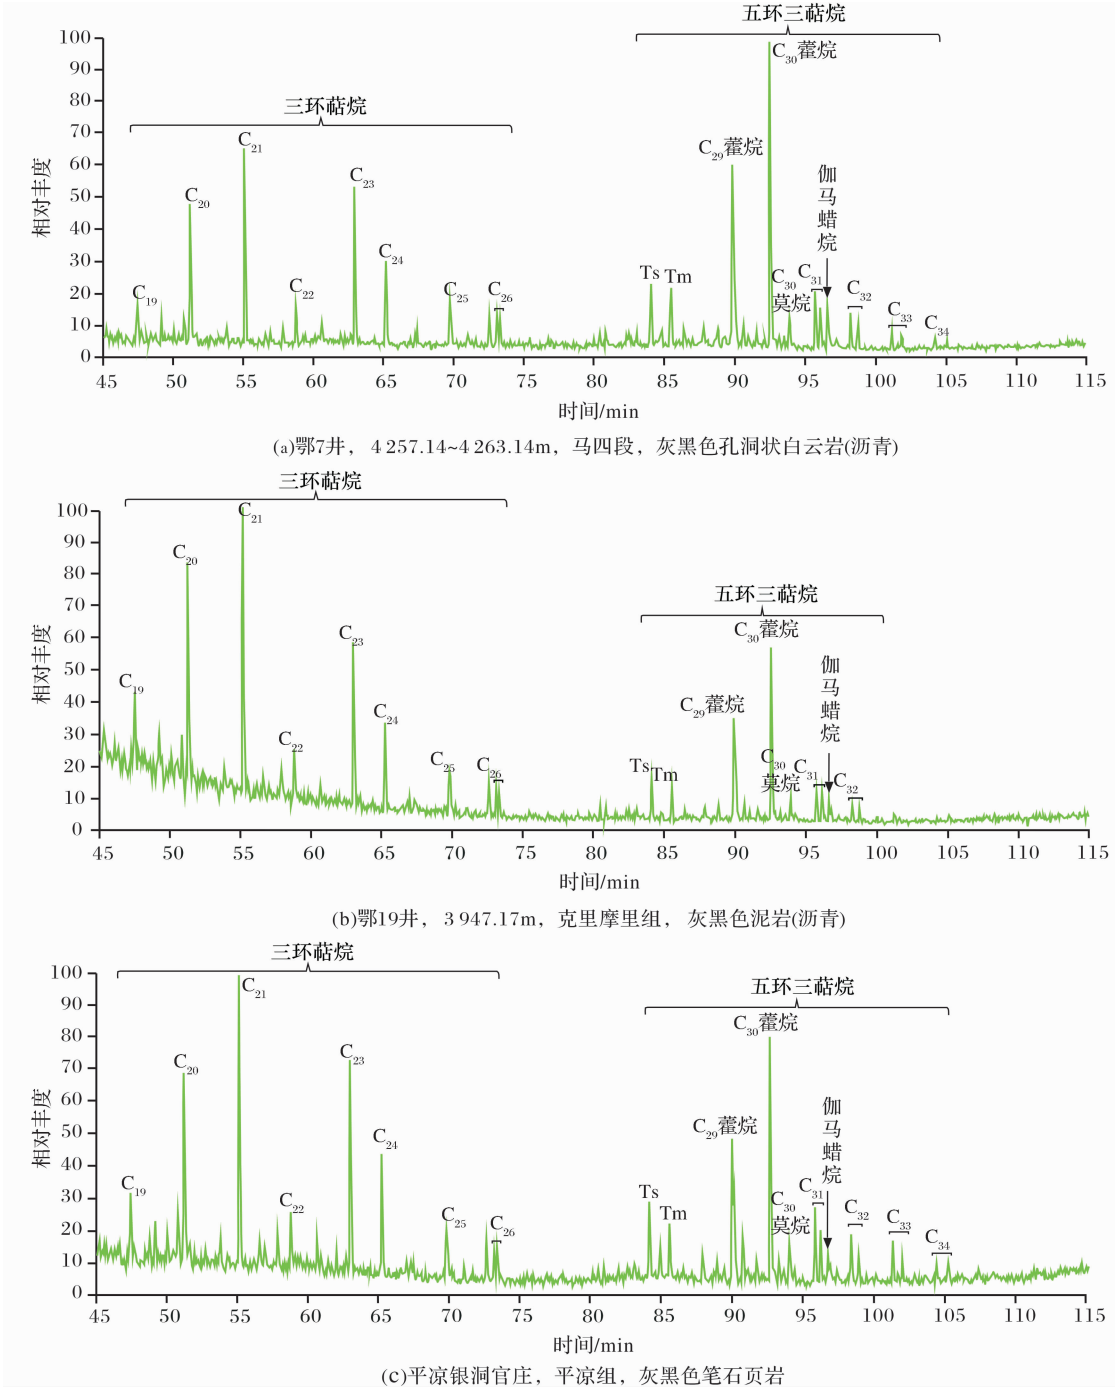 五环三萜烷
C30藿烷
三环萜烷
C19
C20
C21
C22
C23
C24
C25
C26
Ts
Tm
C29藿烷
C30
莫烷
C31
伽马蜡烷
C32
C33
C34
相对丰度
100
90
80
70
60
50
40
30
20
10
0
45 50 55 60 65 70 75 80 85 90 95 100 105 110 115
时间/min
(a)鄂7井， 4 257.14~4 263.14m，马四段，灰黑色孔洞状白云岩(沥青)
三环萜烷
C19
C20
C21
C22
C23
C24
C25
C26
五环三萜烷
C30藿烷
C29藿烷
Ts
Tm
C30
莫烷
C31
伽马蜡烷
C32
相对丰度
100
90
80
70
60
50
40
30
20
10
0
45 50 55 60 65 70 75 80 85 90 95 100 105 110 115
时间/min
(b)鄂19井， 3 947.17m，克里摩里组， 灰黑色泥岩(沥青)
三环萜烷
C19
C20
C21
C22
C23
C24
C25
C26
五环三萜烷
C30藿烷
C29藿烷
Ts
Tm
C30
莫烷
C31
伽马蜡烷
C32
C33
C34
相对丰度
100
90
80
70
60
50
40
30
20
10
0
45 50 55 60 65 70 75 80 85 90 95 100 105 110 115
时间/min
(c)平凉银洞官庄，平凉组，灰黑色笔石页岩